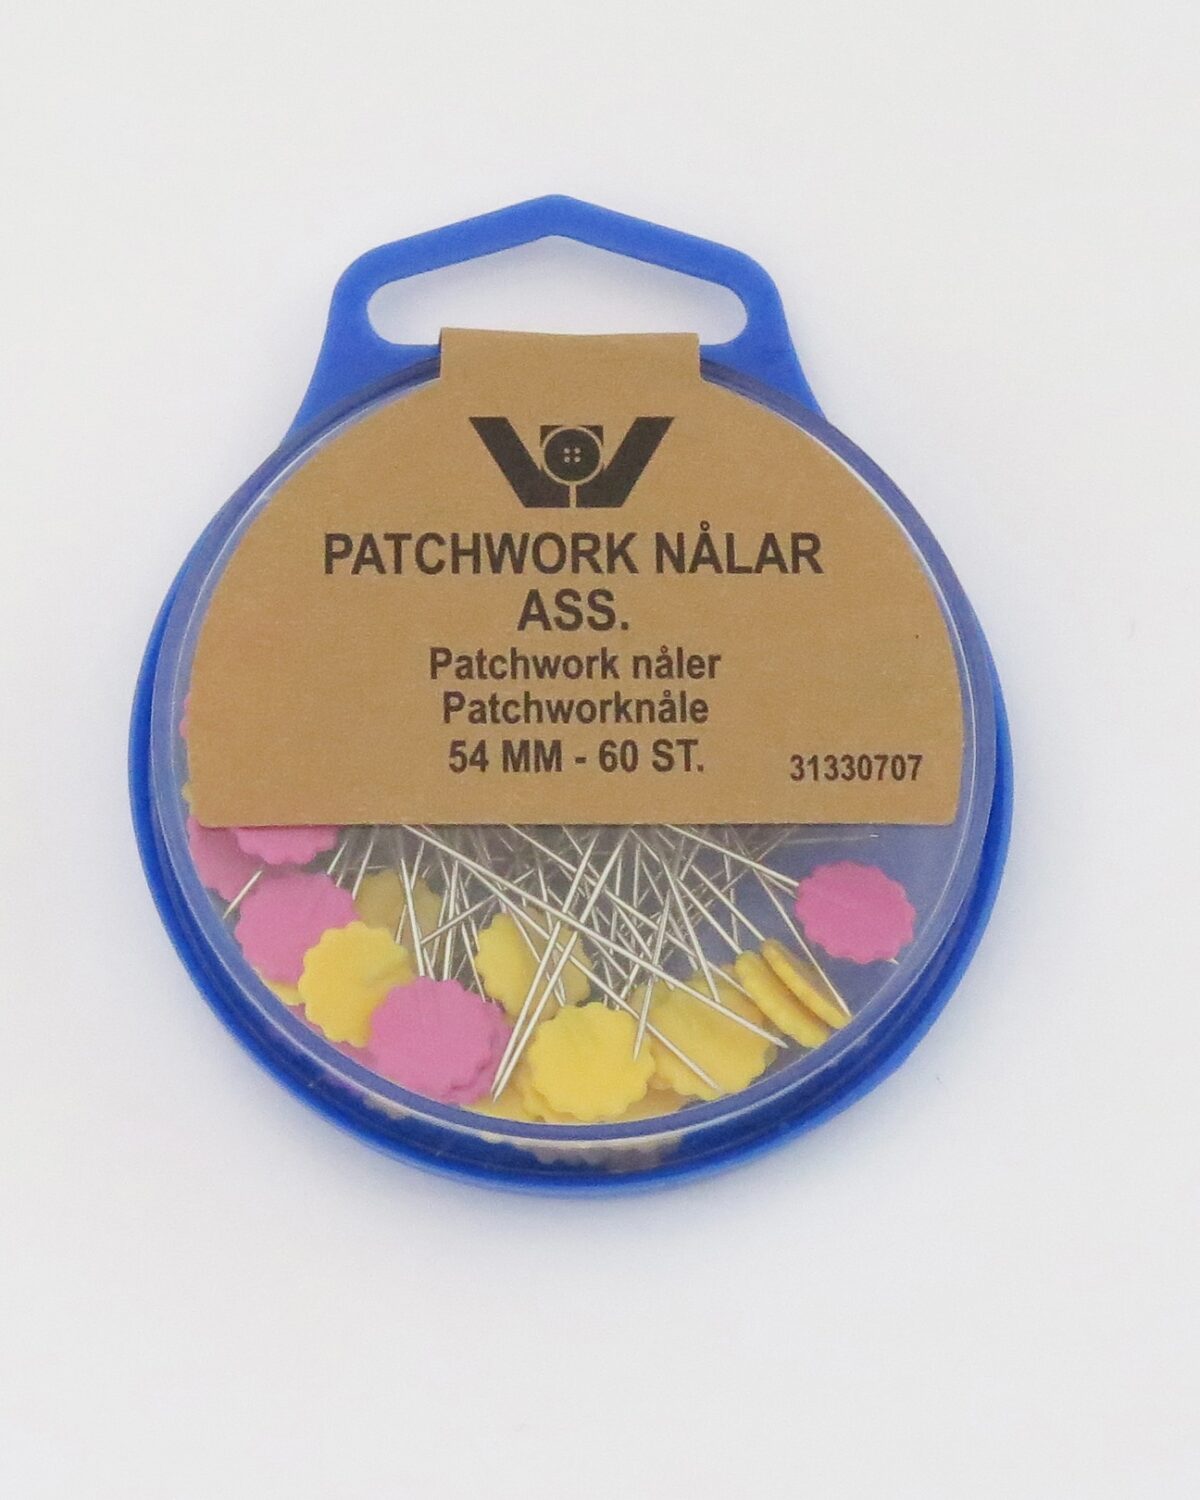 PATCHWORK NÅLAR
ASS.
Patchwork nåler
Patchworknåle
54 MM - 60 ST.
31330707